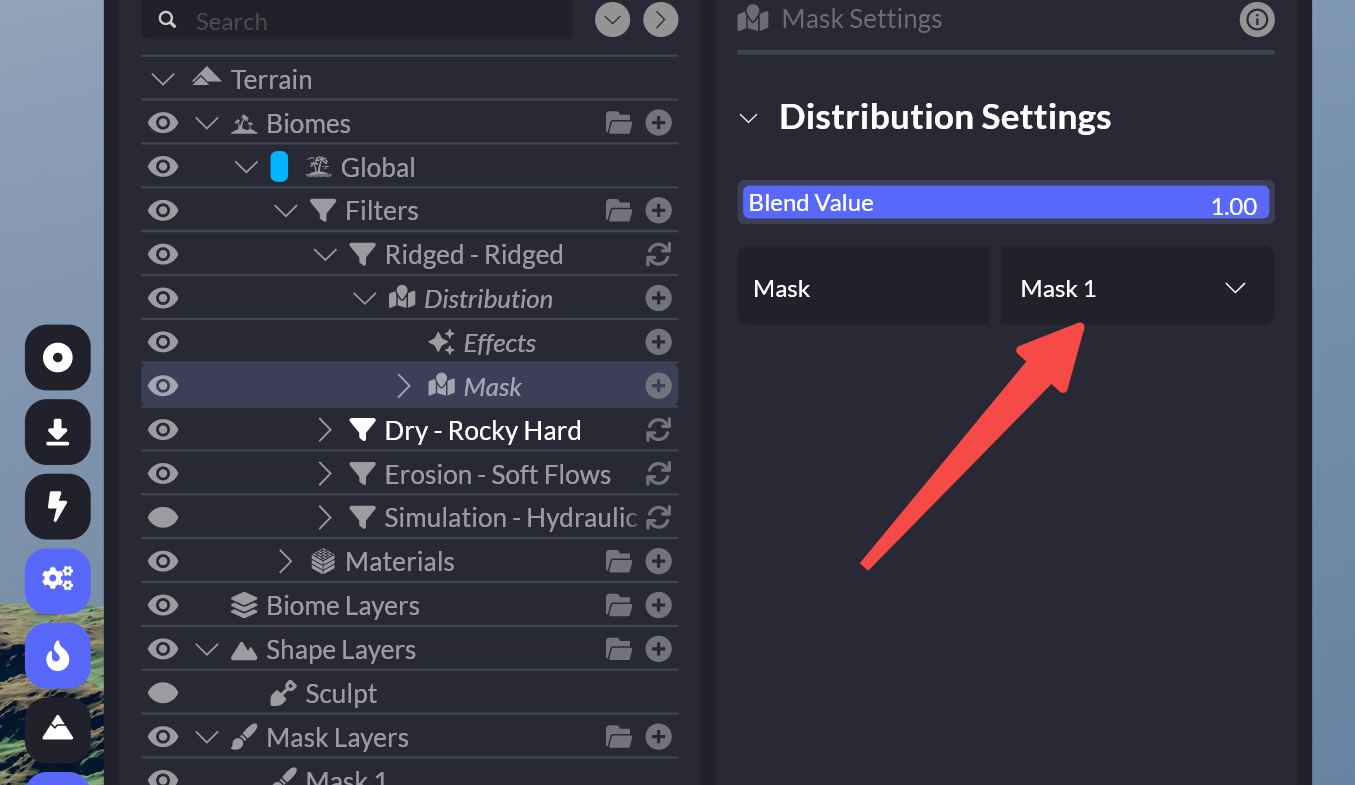 Search
Terrain
Biomes
Global
Filters
Ridged - Ridged
Distribution
Effects
Mask
Dry - Rocky Hard
Erosion - Soft Flows
Simulation - Hydraulic
Materials
Biome Layers
Shape Layers
Sculpt
Mask Layers
Mask 1
Mask Settings
Distribution Settings
Blend Value 1.00
Mask Mask 1